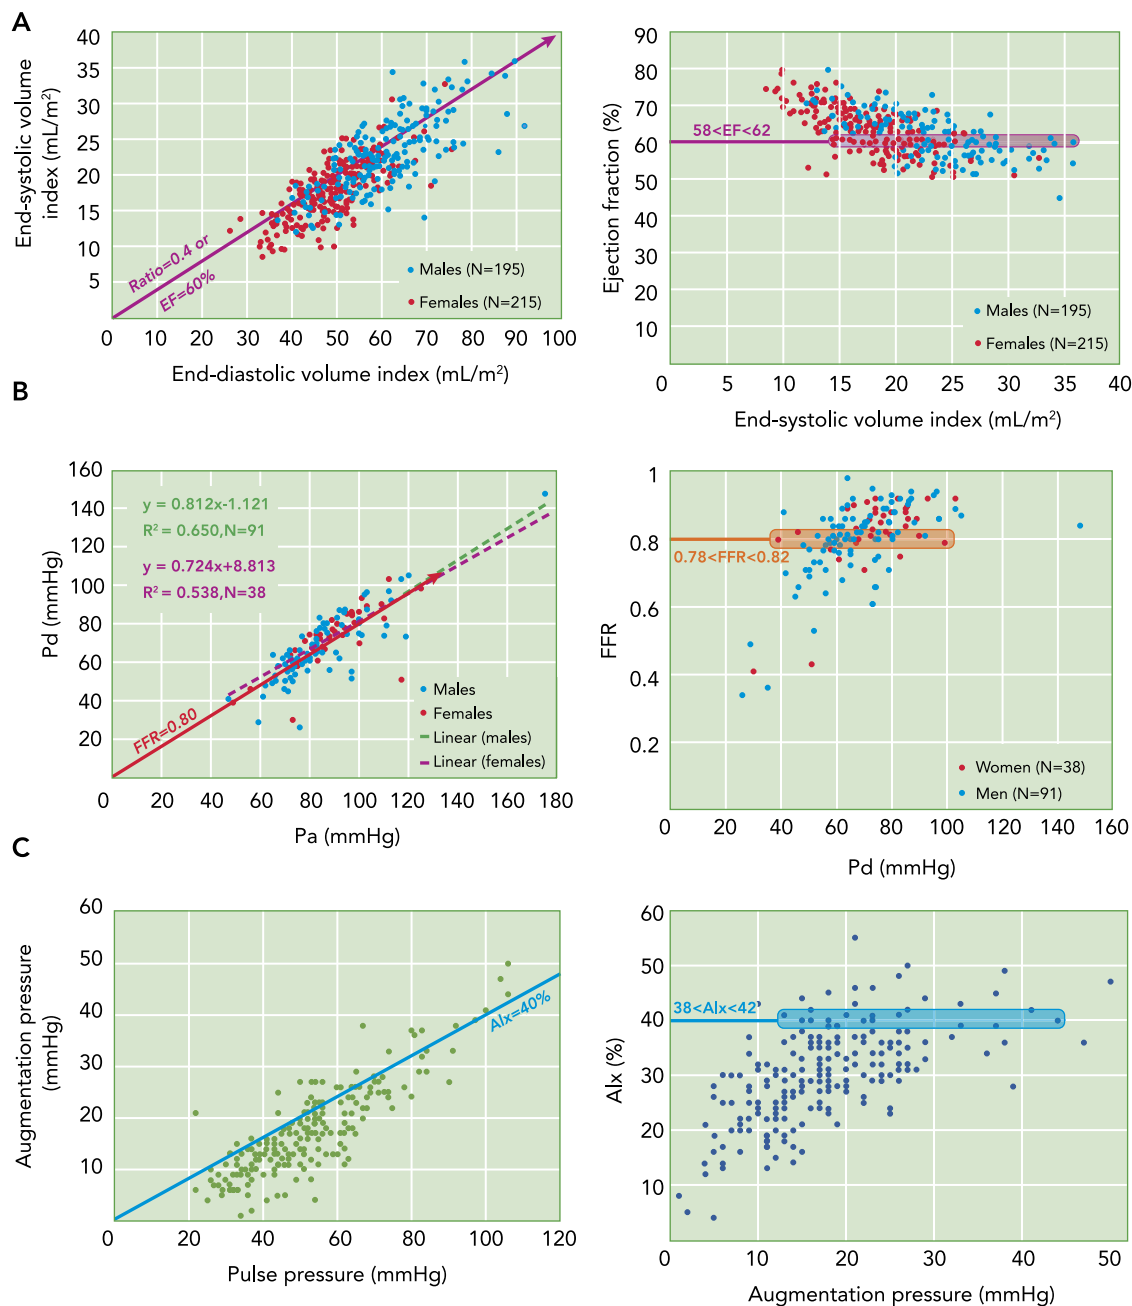 A
End-systolic volume
index (mL/m²)
40
35
30
25
20
15
10
5
Ratio=0.4 or
EF=60%
Males (N=195)
Females (N=215)
0 10 20 30 40 50 60 70 80 90 100
End-diastolic volume index (mL/m²)
Ejection fraction (%)
90
80
70
60
50
40
30
20
10
58<EF<62
Males (N=195)
Females (N=215)
0 5 10 15 20 25 30 35 40
End-systolic volume index (mL/m²)
B
Pd (mmHg)
160
140
120
100
80
60
40
20
y = 0.812x-1.121
R² = 0.650,N=91
y = 0.724x+8.813
R² = 0.538,N=38
FFR=0.80
Males
Females
Linear (males)
Linear (females)
0 20 40 60 80 100 120 140 160 180
Pa (mmHg)
FFR
1
0.8
0.6
0.4
0.2
0.78<FFR<0.82
Women (N=38)
Men (N=91)
0 20 40 60 80 100 120 140 160
Pd (mmHg)
C
Augmentation pressure
(mmHg)
60
50
40
30
20
10
AIx=40%
0 20 40 60 80 100 120
Pulse pressure (mmHg)
AIx (%)
60
50
40
30
20
10
38<AIx<42
0 10 20 30 40 50
Augmentation pressure (mmHg)